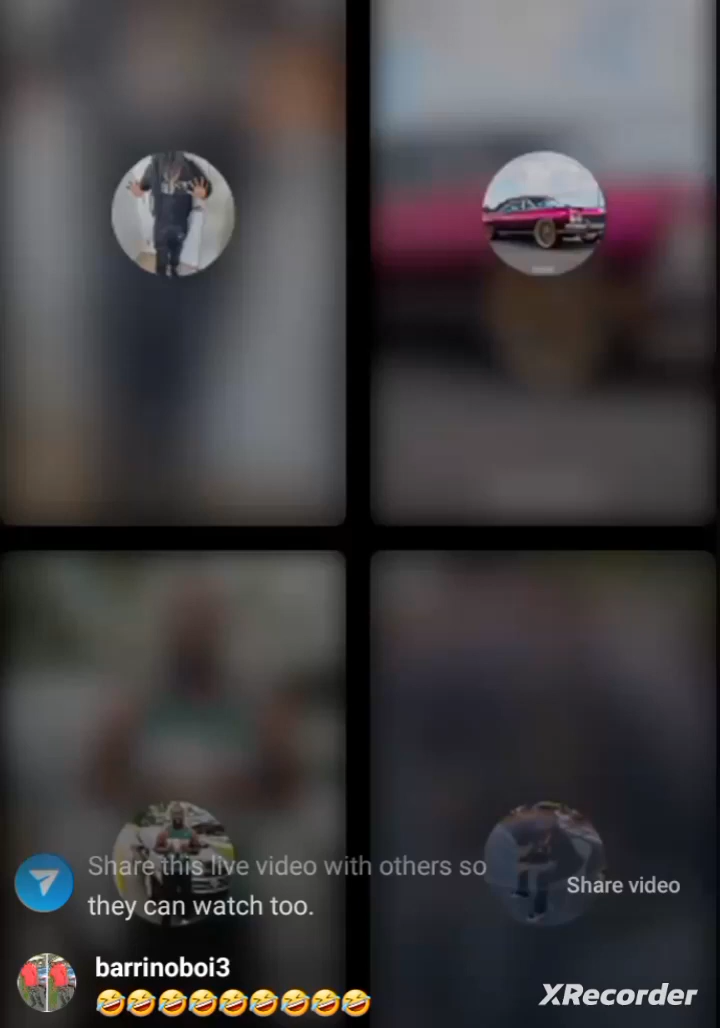 Share this live video with others so
they can watch too.
Share video
barrinoboi3
🤣🤣🤣🤣🤣🤣🤣🤣🤣
XRecorder